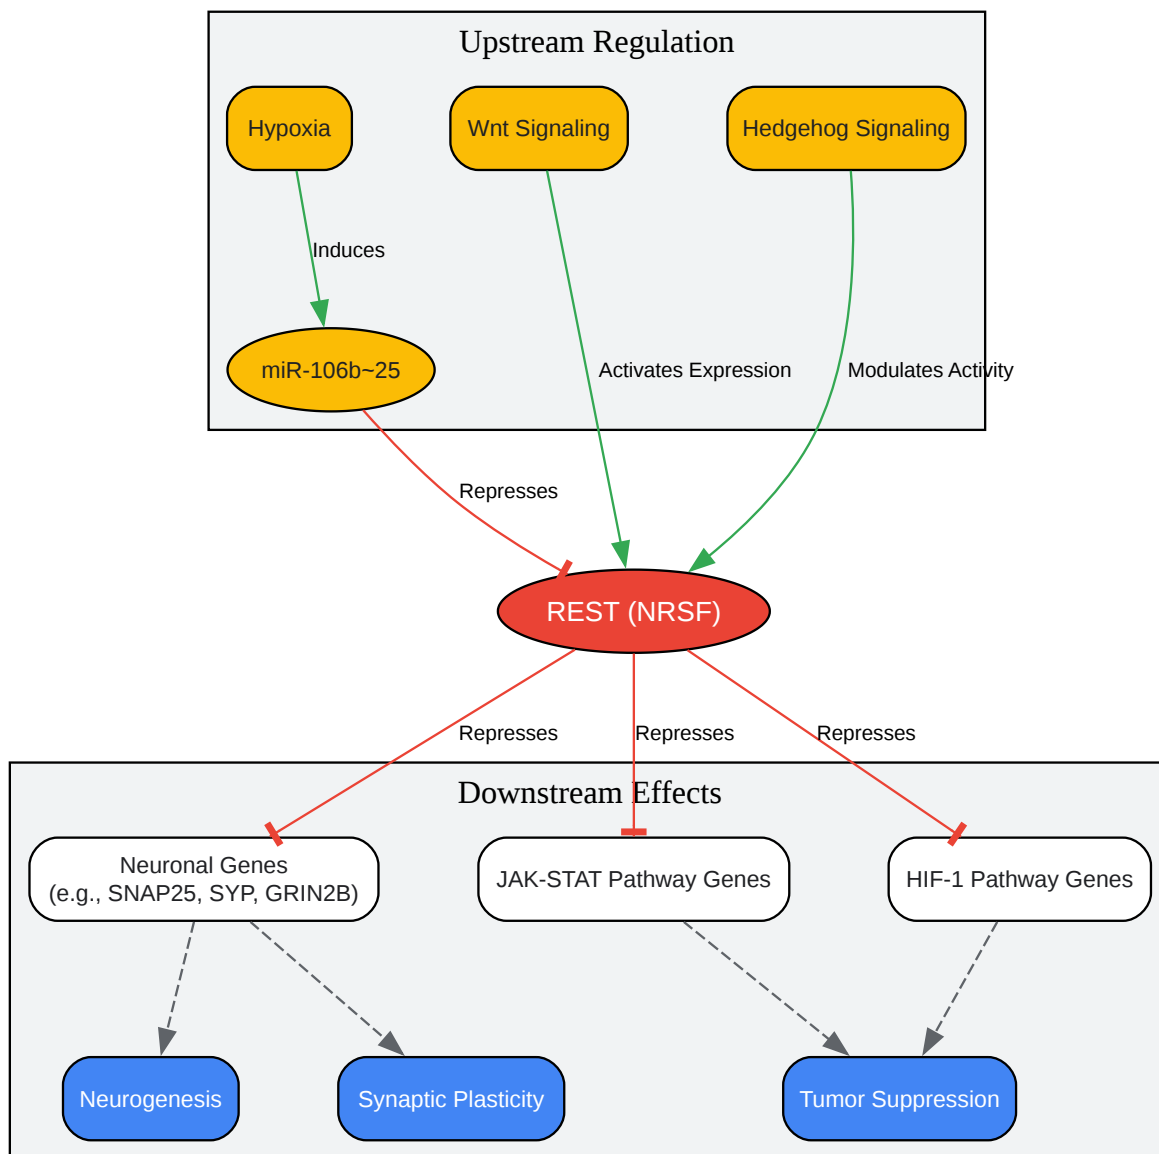 Upstream Regulation
Hypoxia
Wnt Signaling
Hedgehog Signaling
Induces
miR-106b~25
Activates Expression
Modulates Activity
Represses
REST (NRSF)
Represses
Represses
Represses
Downstream Effects
Neuronal Genes
(e.g., SNAP25, SYP, GRIN2B)
JAK-STAT Pathway Genes
HIF-1 Pathway Genes
Neurogenesis
Synaptic Plasticity
Tumor Suppression